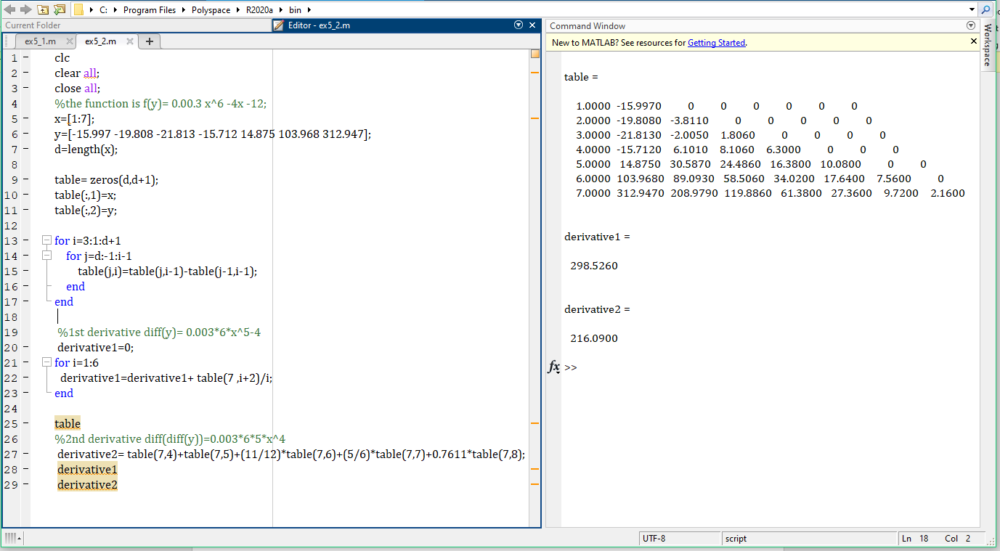 C: Program Files Polyspace R2020a bin
Current Folder
Editor - ex5_2.m
ex5_1.m ex5_2.m +
1 clc
2 clear all;
3 close all;
4 %the function is f(y)= 0.00.3 x^6 -4x -12;
5 x=[1:7];
6 y=[-15.997 -19.808 -21.813 -15.712 14.875 103.968 312.947];
7 d=length(x);
8
9 table= zeros(d,d+1);
10 table(:,1)=x;
11 table(:,2)=y;
12
13 for i=3:1:d+1
14 for j=d:-1:i-1
15 table(j,i)=table(j,i-1)-table(j-1,i-1);
16 end
17 end
18
19 %1st derivative diff(y)= 0.003*6*x^5-4
20 derivative1=0;
21 for i=1:6
22 derivative1=derivative1+ table(7 ,i+2)/i;
23 end
24
25 table
26 %2nd derivative diff(diff(y))=0.003*6*5*x^4
27 derivative2= table(7,4)+table(7,5)+(11/12)*table(7,6)+(5/6)*table(7,7)+0.7611*table(7,8);
28 derivative1
29 derivative2
Command Window
New to MATLAB? See resources for Getting Started.
table =
1.0000 -15.9970 0 0 0 0 0 0
2.0000 -19.8080 -3.8110 0 0 0 0 0
3.0000 -21.8130 -2.0050 1.8060 0 0 0 0
4.0000 -15.7120 6.1010 8.1060 6.3000 0 0 0
5.0000 14.8750 30.5870 24.4860 16.3800 10.0800 0 0
6.0000 103.9680 89.0930 58.5060 34.0200 17.6400 7.5600 0
7.0000 312.9470 208.9790 119.8860 61.3800 27.3600 9.7200 2.1600
derivative1 =
298.5260
derivative2 =
216.0900
fx >>
Workspace
UTF-8 script Ln 18 Col 2